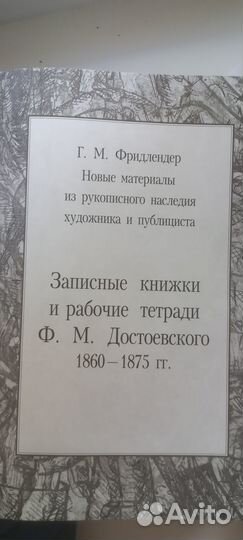 Г. М. Фридлендер
Новые материалы
из рукописного наследия
художника и публициста
Записные книжки
и рабочие тетради
Ф. М. Достоевского
1860—1875 гг.
Avito